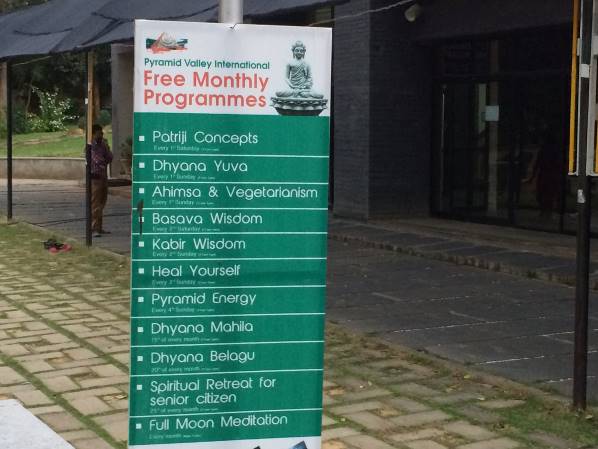 Pyramid Valley International
Free Monthly
Programmes
Patriji Concepts
Every 1st Saturday
Dhyana Yuva
Every 1st Sunday
Ahimsa & Vegetarianism
Every 1st Sunday
Basava Wisdom
Every 2nd Saturday
Kabir Wisdom
Every 2nd Sunday
Heal Yourself
Every 3rd Sunday
Pyramid Energy
Every 4th Sunday
Dhyana Mahila
15th of every month
Dhyana Belagu
20th of every month
Spiritual Retreat for
senior citizen
25th of every month
Full Moon Meditation
Every month